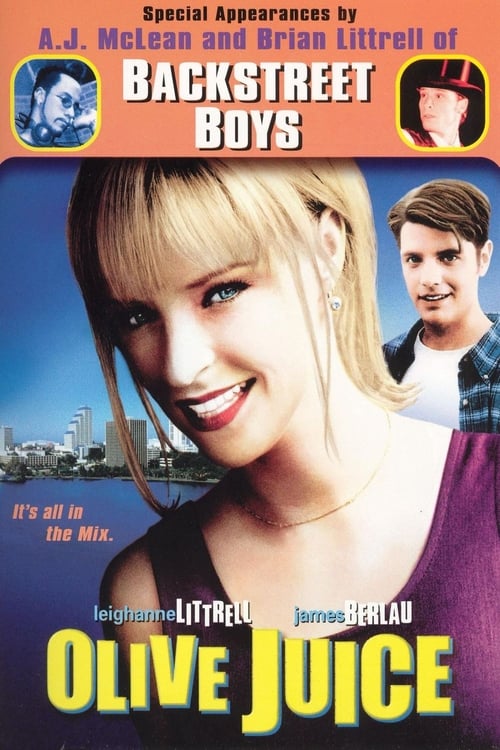 Special Appearances by
A.J. McLean and Brian Littrell of
BACKSTREET
BOYS
It's all in
the Mix.
leighanneLITTRELL jamesBERLAU
OLIVE JUICE